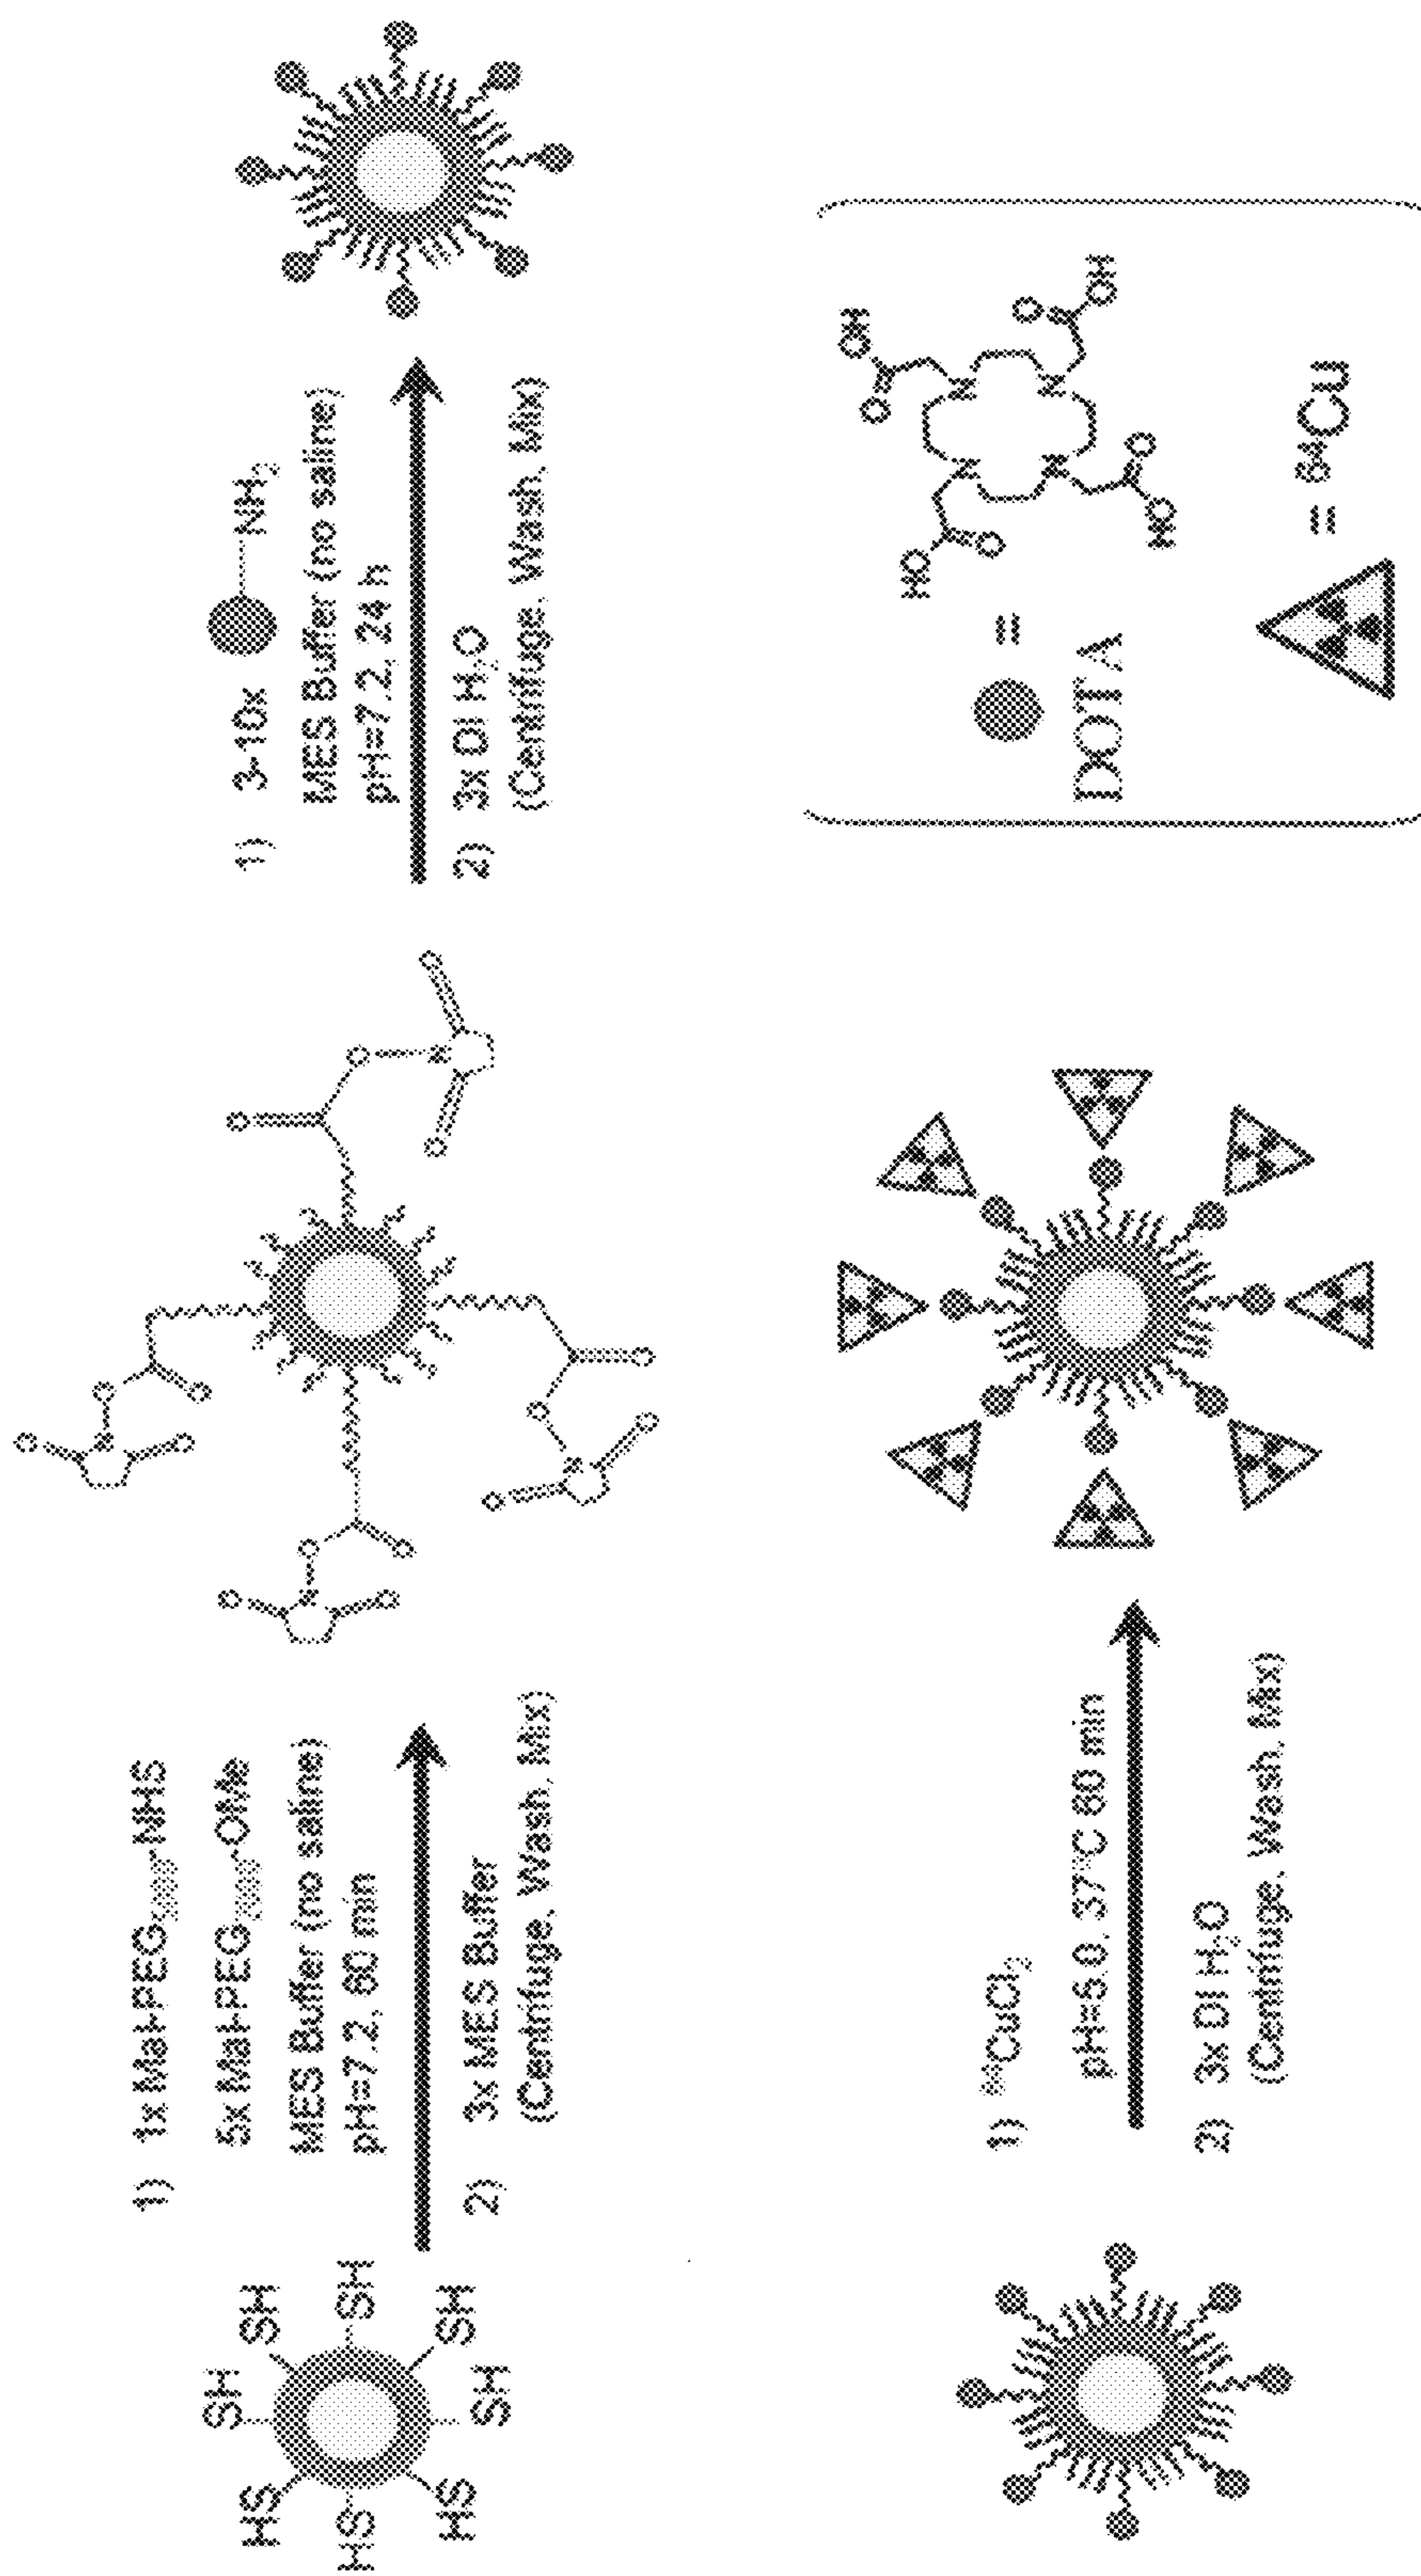 SH
HS SH
HS SH
HS SH
SH
1) 1x Mal-PEG -NHS
5x Mal-PEG -OMe
MES Buffer (no saline)
pH=7.2, 60 min
2) 3x MES Buffer
(Centrifuge, Wash, Mix)
O
N
O
O
O
O
N
O
O
O
O
O
O
N
O
O
O
O
N
O
1) 3-10x NH₂
MES Buffer (no saline)
pH=7.2, 24 h
2) 3x DI H₂O
(Centrifuge, Wash, Mix)
1) ⁶⁴CuCl₂
pH=5.0, 37°C 60 min
2) 3x DI H₂O
(Centrifuge, Wash, Mix)
=
DOTA
HO
O
O
OH
N N
N N
HO
O
O
OH
= ⁶⁴Cu